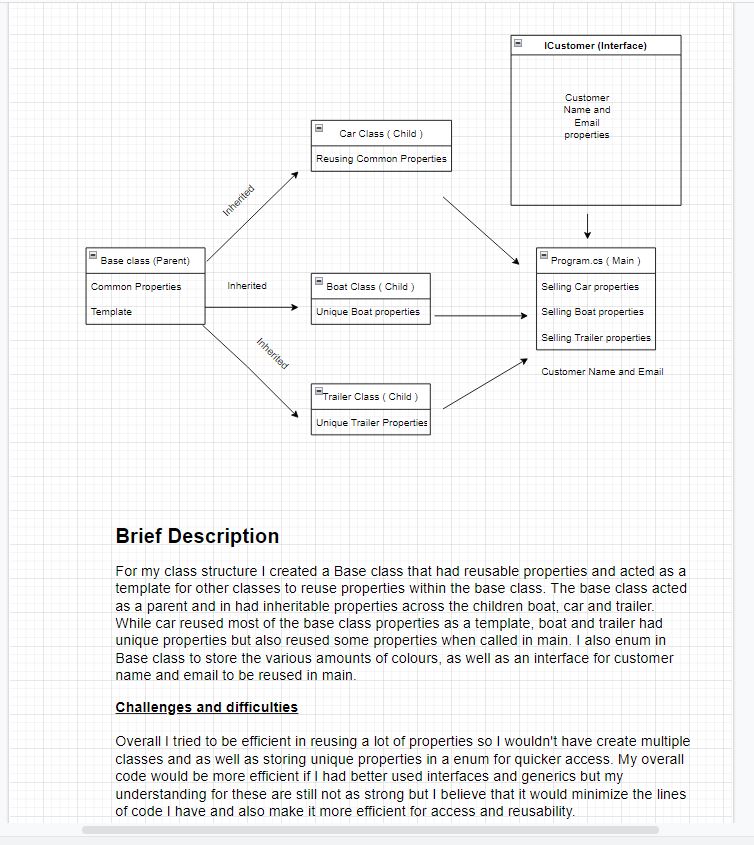 ICustomer (Interface)
Customer
Name and
Email
properties
Car Class ( Child )
Reusing Common Properties
Inherited
Base class (Parent)
Common Properties
Template
Inherited
Boat Class ( Child )
Unique Boat properties
Program.cs ( Main )
Selling Car properties
Selling Boat properties
Selling Trailer properties
Customer Name and Email
Inherited
Trailer Class ( Child )
Unique Trailer Properties
Brief Description
For my class structure I created a Base class that had reusable properties and acted as a
template for other classes to reuse properties within the base class. The base class acted
as a parent and in had inheritable properties across the children boat, car and trailer.
While car reused most of the base class properties as a template, boat and trailer had
unique properties but also reused some properties when called in main. I also enum in
Base class to store the various amounts of colours, as well as an interface for customer
name and email to be reused in main.
Challenges and difficulties
Overall I tried to be efficient in reusing a lot of properties so I wouldn't have create multiple
classes and as well as storing unique properties in a enum for quicker access. My overall
code would be more efficient if I had better used interfaces and generics but my
understanding for these are still not as strong but I believe that it would minimize the lines
of code I have and also make it more efficient for access and reusability.